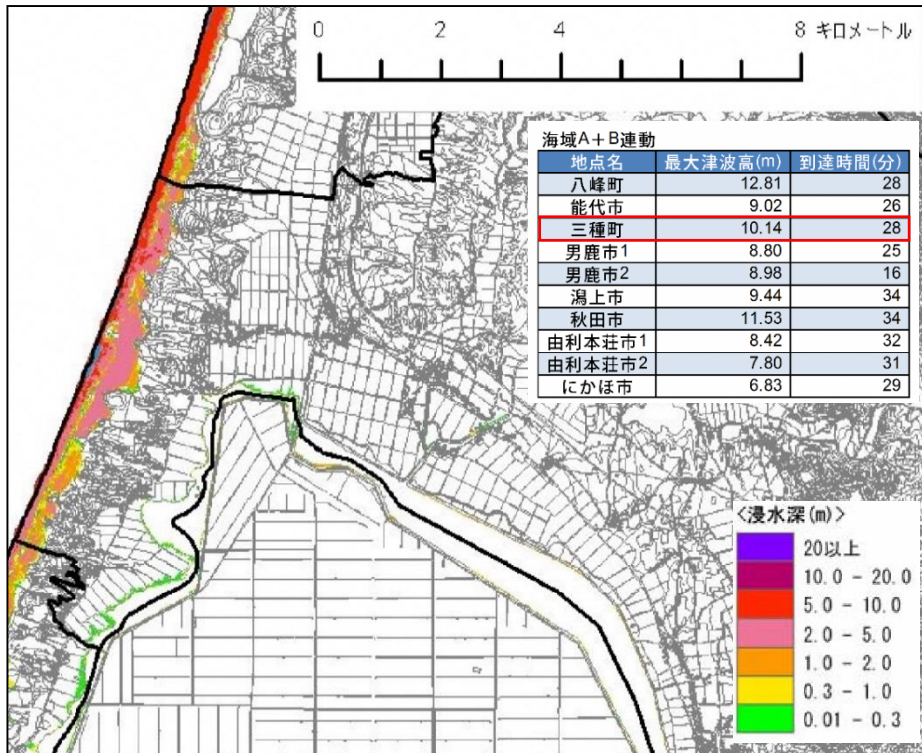 0 2 4 8 キロメートル
海域A+B連動
地点名 最大津波高(m) 到達時間(分)
八峰町 12.81 28
能代市 9.02 26
三種町 10.14 28
男鹿市1 8.80 25
男鹿市2 8.98 16
潟上市 9.44 34
秋田市 11.53 34
由利本荘市1 8.42 32
由利本荘市2 7.80 31
にかほ市 6.83 29
<浸水深(m)>
20以上
10.0 - 20.0
5.0 - 10.0
2.0 - 5.0
1.0 - 2.0
0.3 - 1.0
0.01 - 0.3